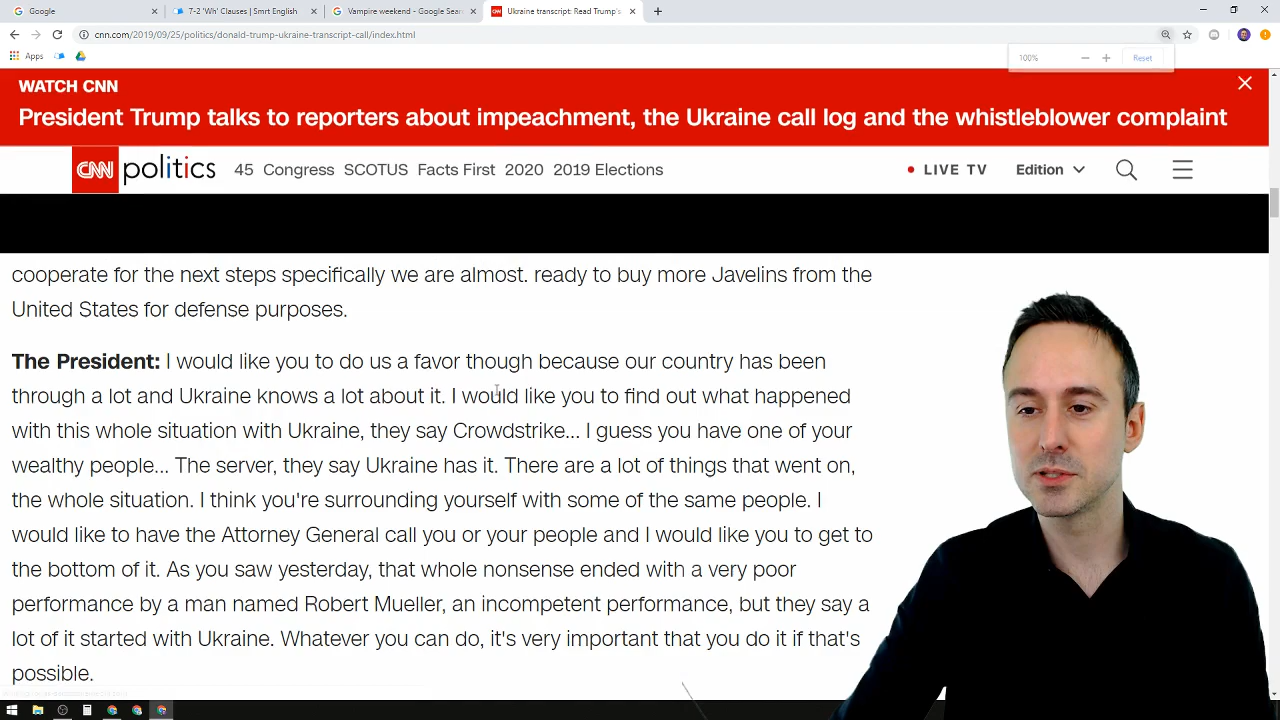 Google
7-2 'Wh' Clauses | Smrt English
Vampire weekend - Google Sear
Ukraine transcript: Read Trump's
cnn.com/2019/09/25/politics/donald-trump-ukraine-transcript-call/index.html
Apps
100%
Reset
WATCH CNN
President Trump talks to reporters about impeachment, the Ukraine call log and the whistleblower complaint
CNN politics 45 Congress SCOTUS Facts First 2020 2019 Elections LIVE TV Edition
cooperate for the next steps specifically we are almost. ready to buy more Javelins from the
United States for defense purposes.
The President: I would like you to do us a favor though because our country has been
through a lot and Ukraine knows a lot about it. I would like you to find out what happened
with this whole situation with Ukraine, they say Crowdstrike... I guess you have one of your
wealthy people... The server, they say Ukraine has it. There are a lot of things that went on,
the whole situation. I think you're surrounding yourself with some of the same people. I
would like to have the Attorney General call you or your people and I would like you to get to
the bottom of it. As you saw yesterday, that whole nonsense ended with a very poor
performance by a man named Robert Mueller, an incompetent performance, but they say a
lot of it started with Ukraine. Whatever you can do, it's very important that you do it if that's
possible.